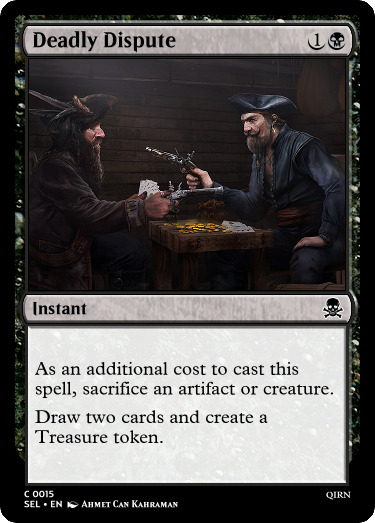 Deadly Dispute 1
Instant
As an additional cost to cast this
spell, sacrifice an artifact or creature.
Draw two cards and create a
Treasure token.
C 0015
SEL • EN Ahmet Can Kahraman
QIRN